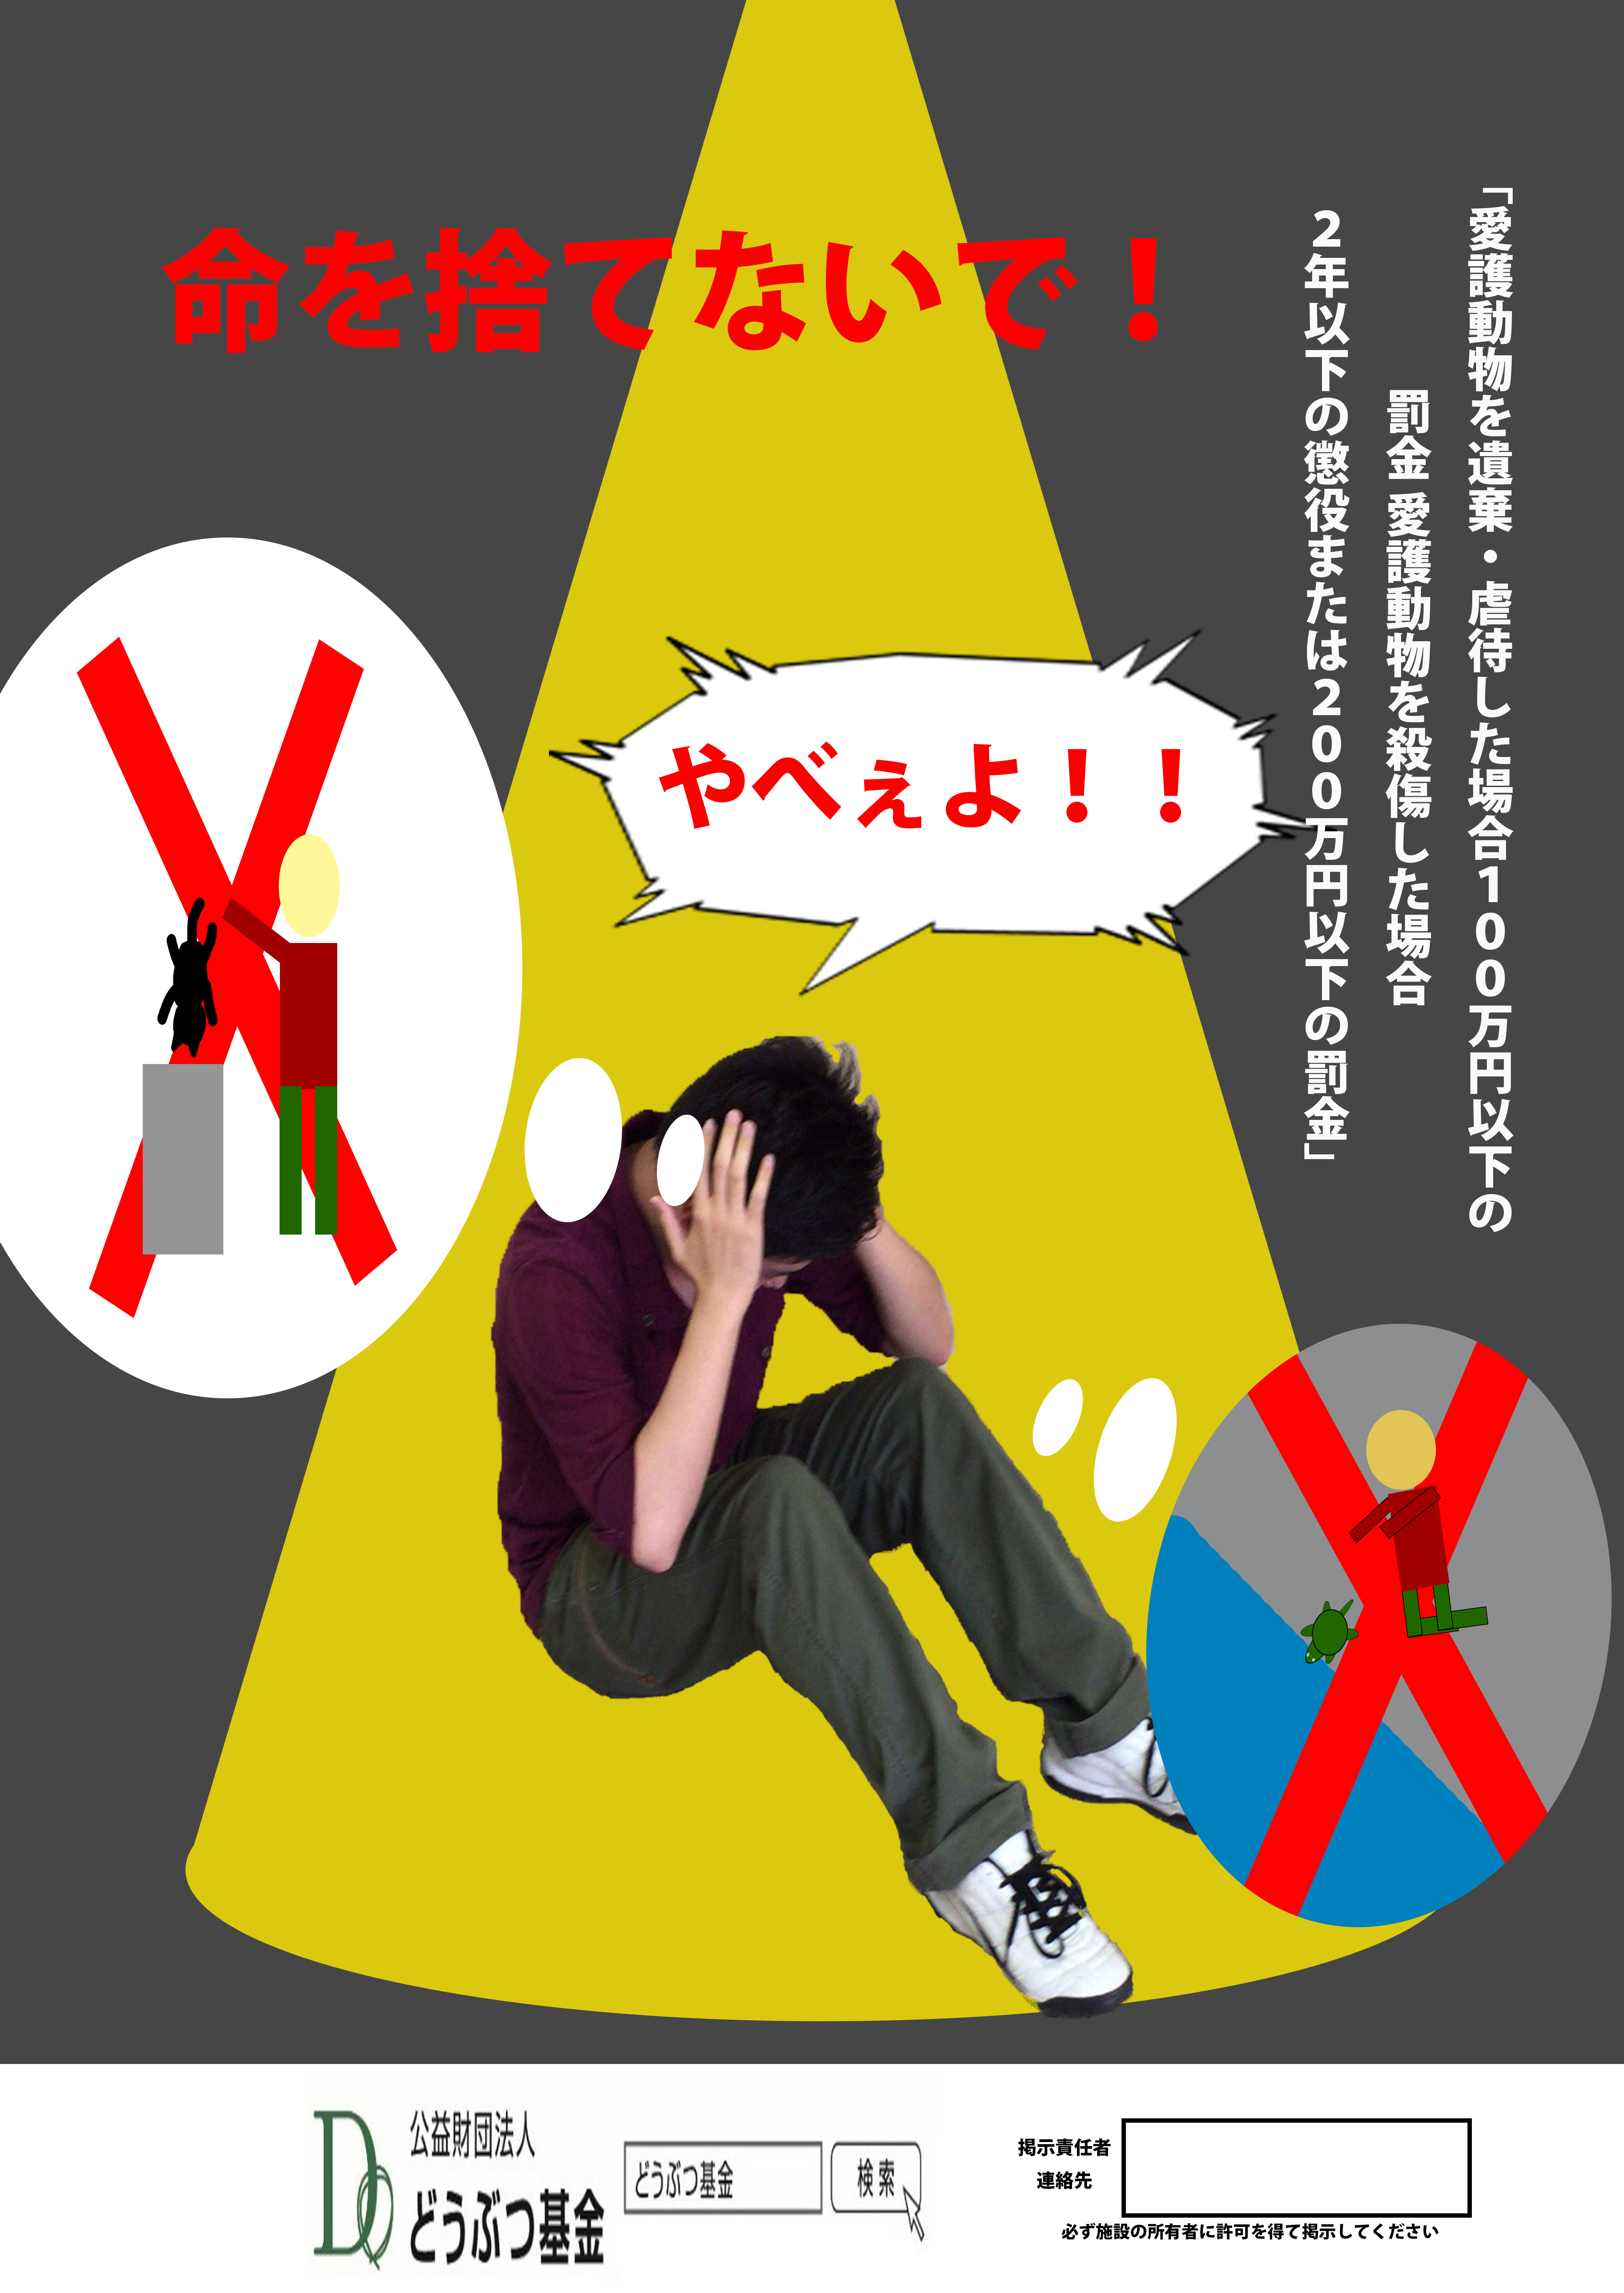 命を捨てないで！
「愛護動物を遺棄・虐待した場合100万円以下の
罰金 愛護動物を殺傷した場合
2年以下の懲役または200万円以下の罰金」
やべぇよ！！
公益財団法人
どうぶつ基金
どうぶつ基金
検索
掲示責任者
連絡先
必ず施設の所有者に許可を得て掲示してください